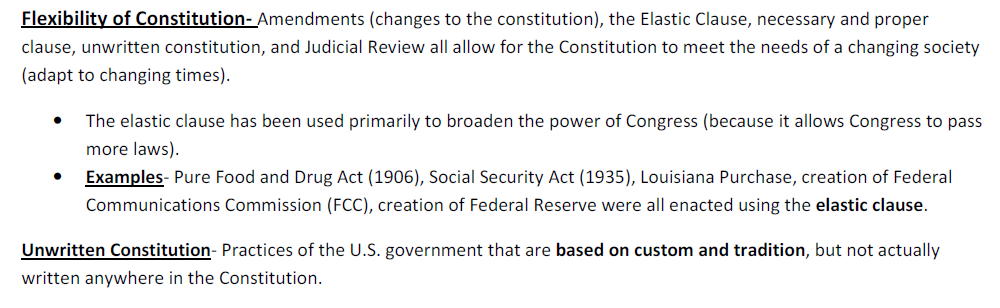 Flexibility of Constitution- Amendments (changes to the constitution), the Elastic Clause, necessary and proper
clause, unwritten constitution, and Judicial Review all allow for the Constitution to meet the needs of a changing society
(adapt to changing times).
• The elastic clause has been used primarily to broaden the power of Congress (because it allows Congress to pass
more laws).
• Examples- Pure Food and Drug Act (1906), Social Security Act (1935), Louisiana Purchase, creation of Federal
Communications Commission (FCC), creation of Federal Reserve were all enacted using the elastic clause.
Unwritten Constitution- Practices of the U.S. government that are based on custom and tradition, but not actually
written anywhere in the Constitution.